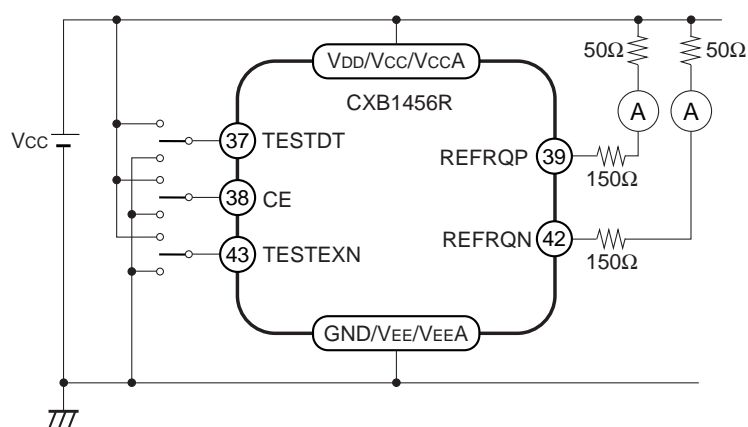 VDD/VCC/VCCA
50Ω
50Ω
CXB1456R
A
A
VCC
37
TESTDT
REFRQP
39
150Ω
38
CE
REFRQN
42
150Ω
43
TESTEXN
GND/VEE/VEEA